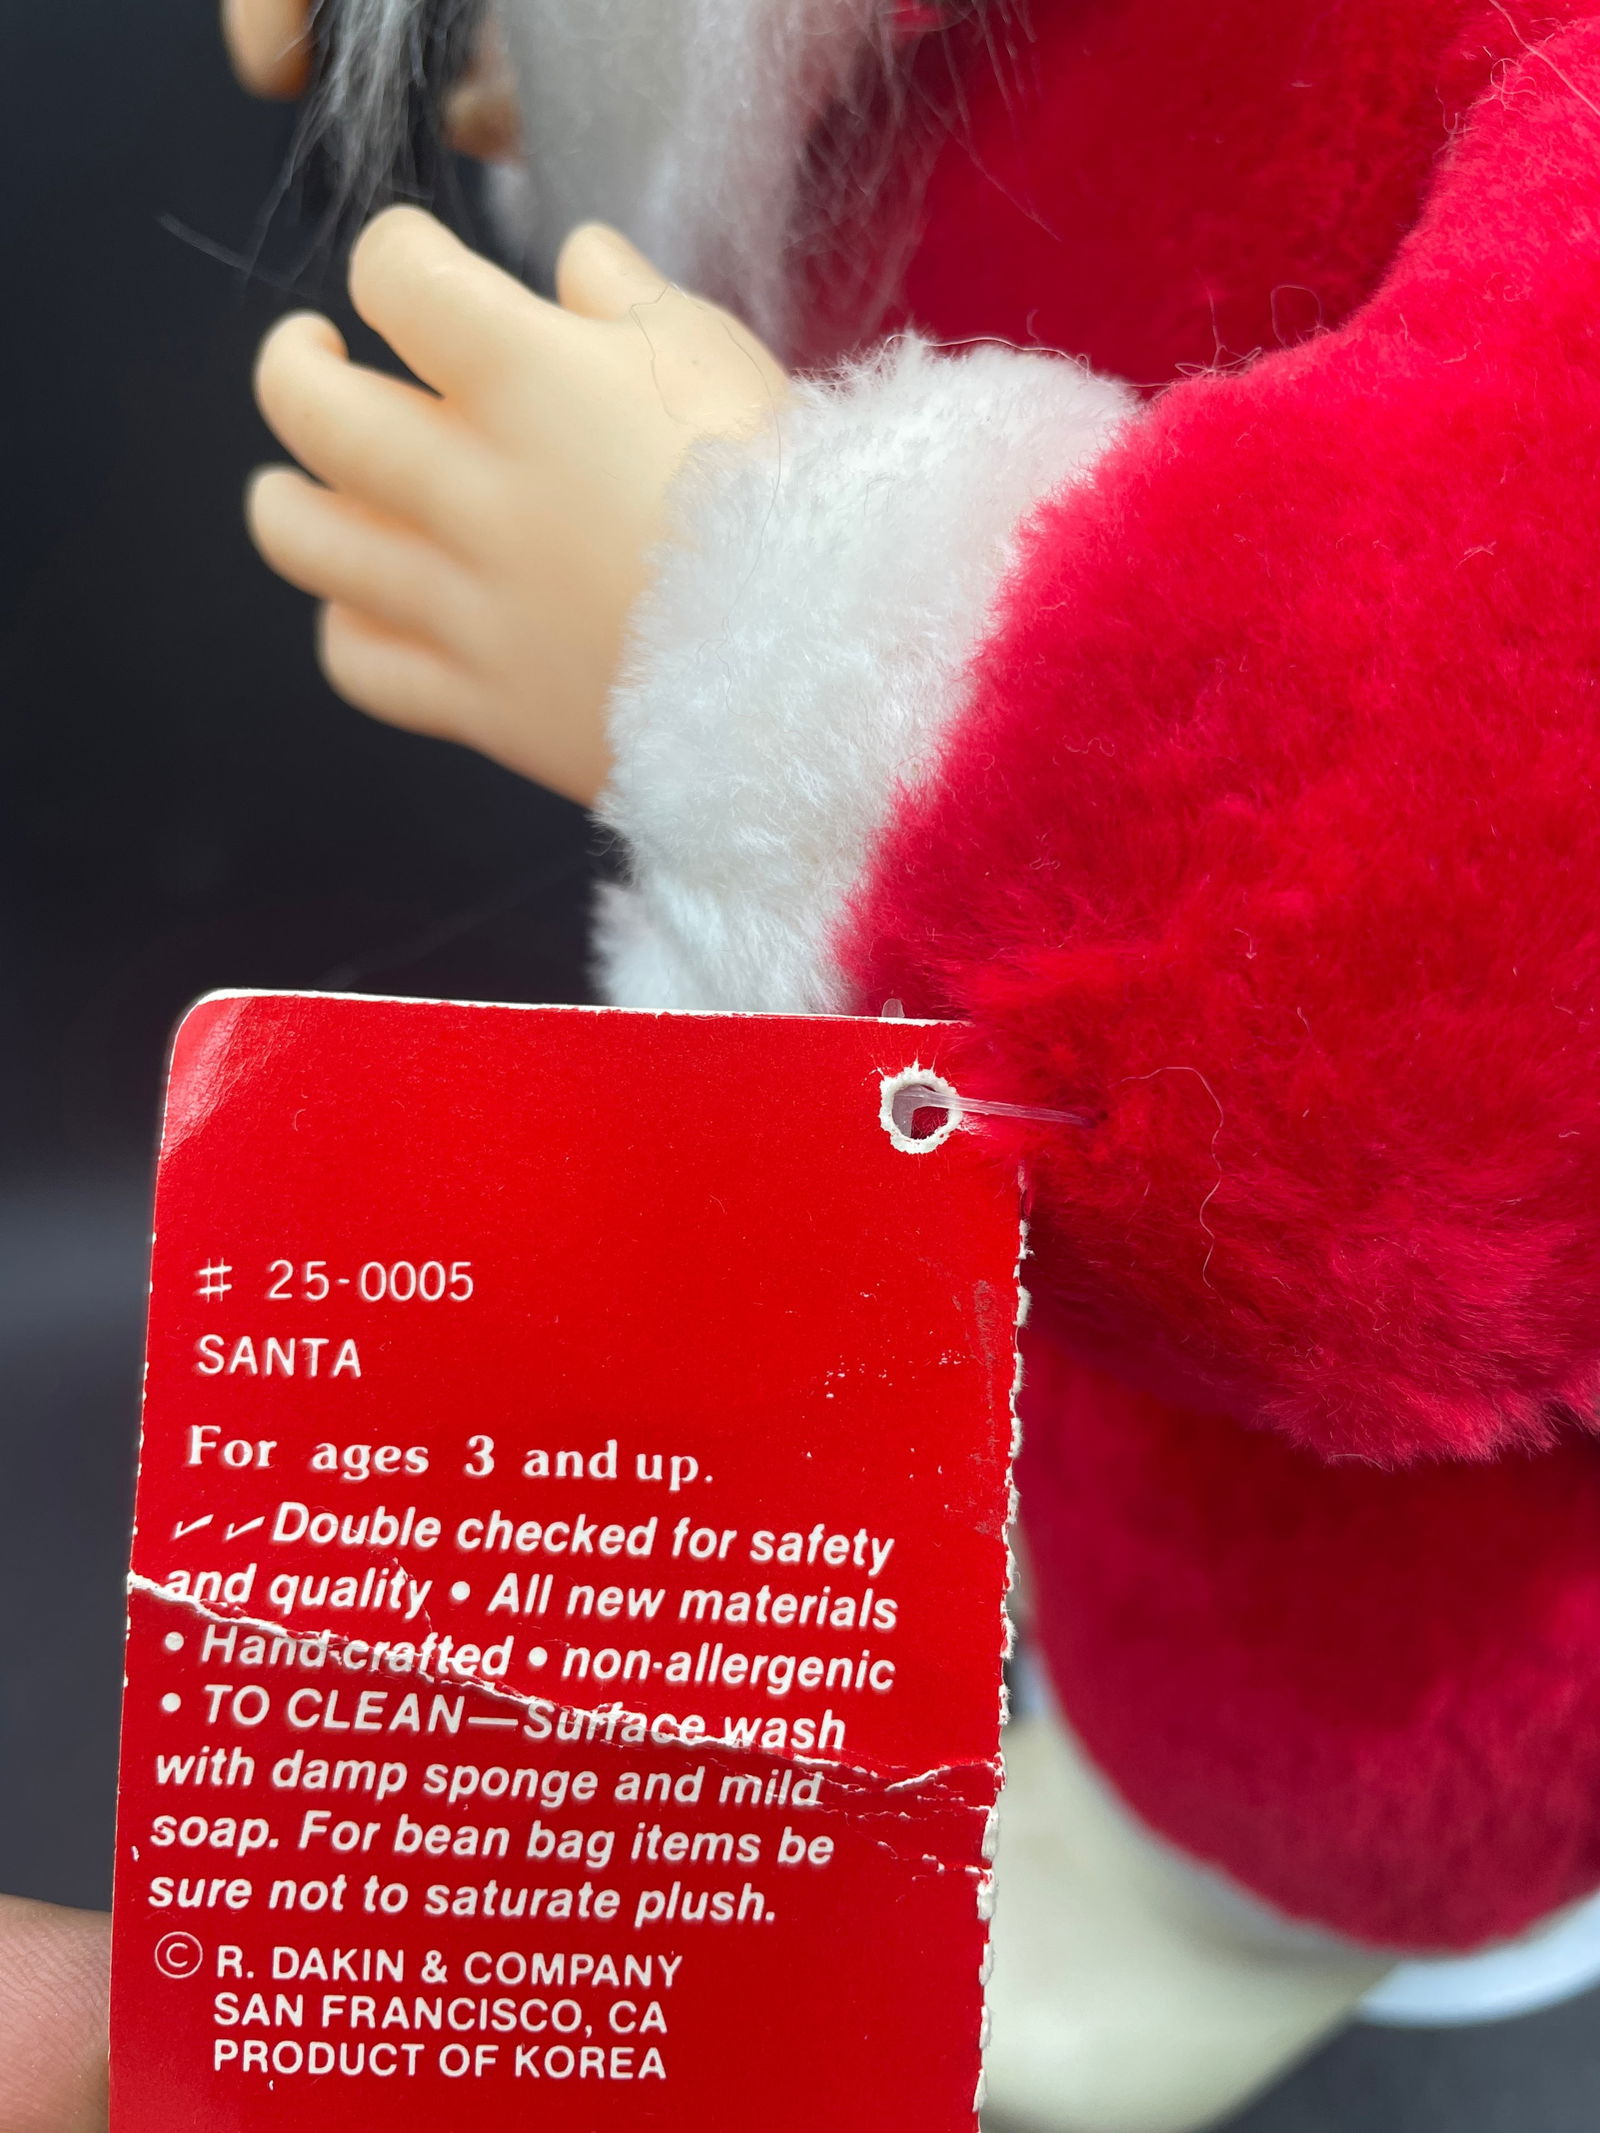 # 25-0005
SANTA
For ages 3 and up.
✓✓Double checked for safety
and quality • All new materials
• Hand-crafted • non-allergenic
• TO CLEAN—Surface wash
with damp sponge and mild
soap. For bean bag items be
sure not to saturate plush.
© R. DAKIN & COMPANY
SAN FRANCISCO, CA
PRODUCT OF KOREA